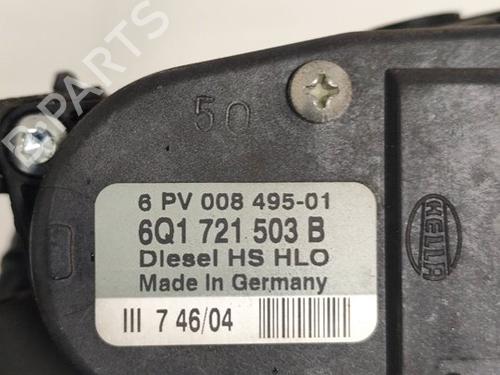 B-PARTS
50
6 PV 008 495-01
6Q1 721 503 B
Diesel HS HLO
Made In Germany
III 7 46/04
HELLA